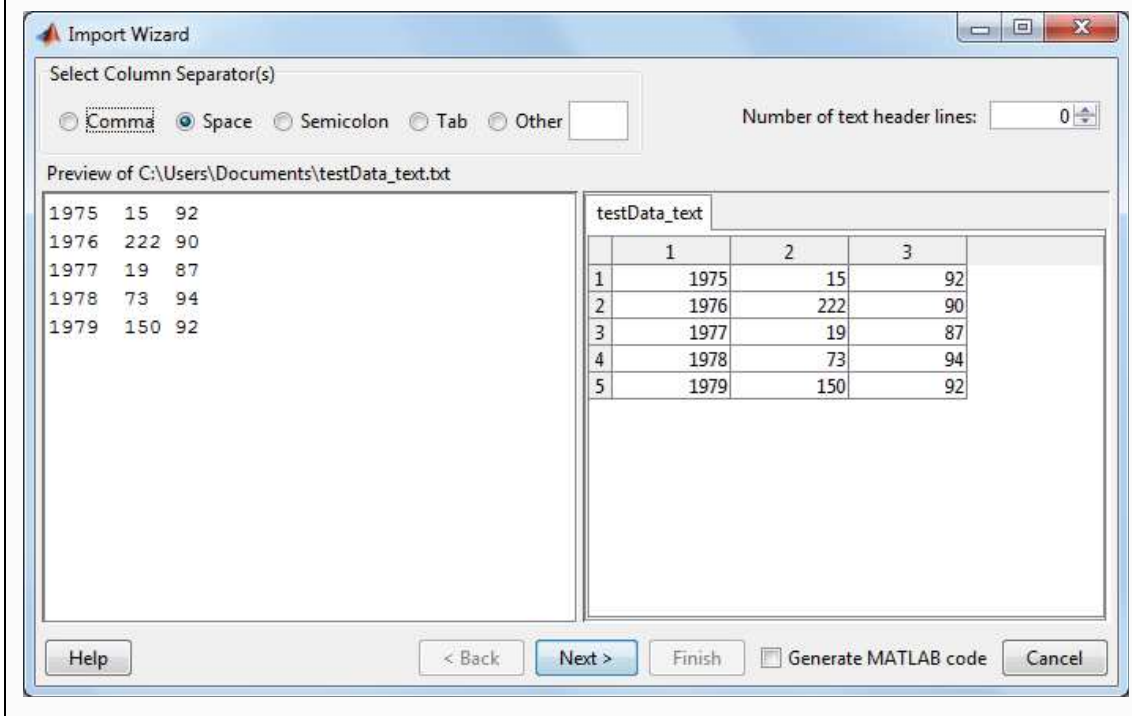 Import Wizard
Select Column Separator(s)
Comma Space Semicolon Tab Other
Number of text header lines: 0
Preview of C:\Users\Documents\testData_text.txt
1975 15 92
1976 222 90
1977 19 87
1978 73 94
1979 150 92
testData_text
1 2 3
1 1975 15 92
2 1976 222 90
3 1977 19 87
4 1978 73 94
5 1979 150 92
Help < Back Next > Finish Generate MATLAB code Cancel